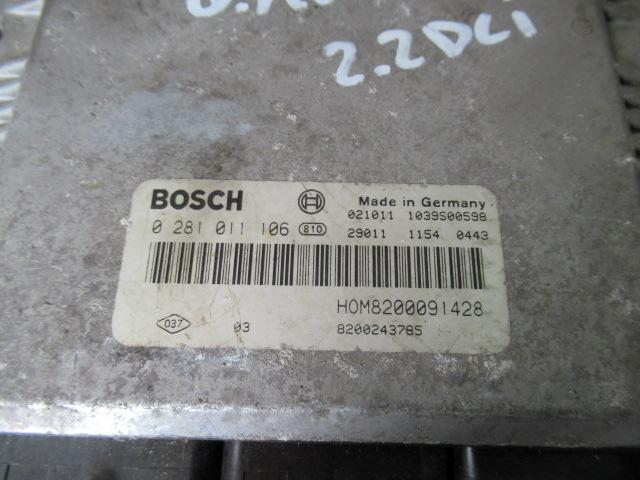 2.2DCI
BOSCH
Made in Germany
021011 1039S00598
0 281 011 106 810
29011 1154 0443
HOM8200091428
037 03 8200243785